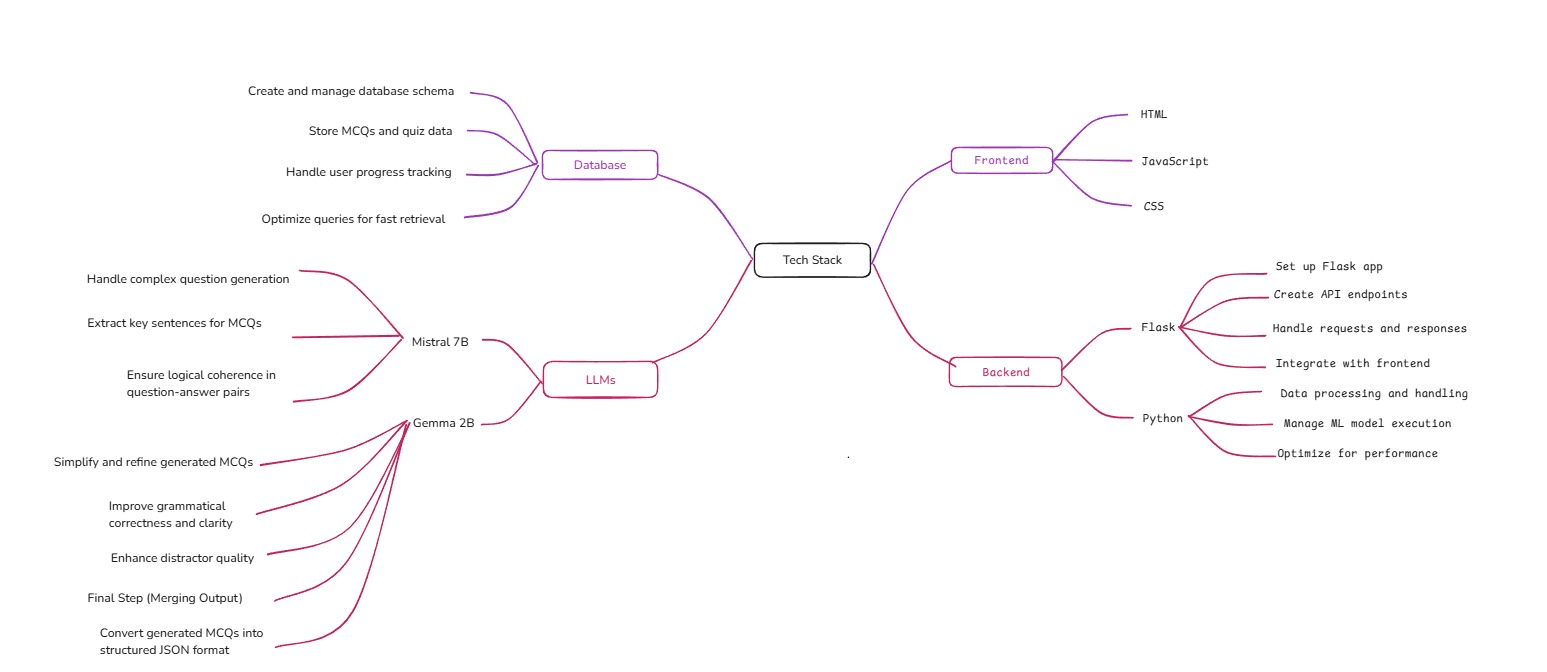 Tech Stack
Database
Create and manage database schema
Store MCQs and quiz data
Handle user progress tracking
Optimize queries for fast retrieval
LLMs
Mistral 7B
Handle complex question generation
Extract key sentences for MCQs
Ensure logical coherence in
question-answer pairs
Gemma 2B
Simplify and refine generated MCQs
Improve grammatical
correctness and clarity
Enhance distractor quality
Final Step (Merging Output)
Convert generated MCQs into
structured JSON format
Frontend
HTML
JavaScript
CSS
Backend
Flask
Set up Flask app
Create API endpoints
Handle requests and responses
Integrate with frontend
Python
Data processing and handling
Manage ML model execution
Optimize for performance